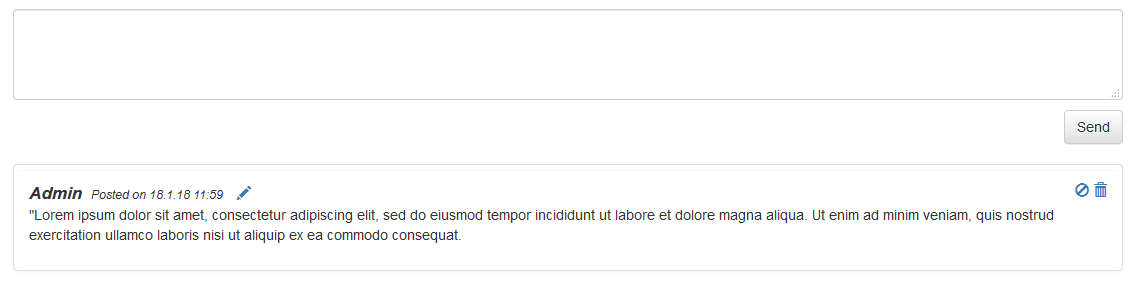 Send
Admin Posted on 18.1.18 11:59
"Lorem ipsum dolor sit amet, consectetur adipiscing elit, sed do eiusmod tempor incididunt ut labore et dolore magna aliqua. Ut enim ad minim veniam, quis nostrud
exercitation ullamco laboris nisi ut aliquip ex ea commodo consequat.